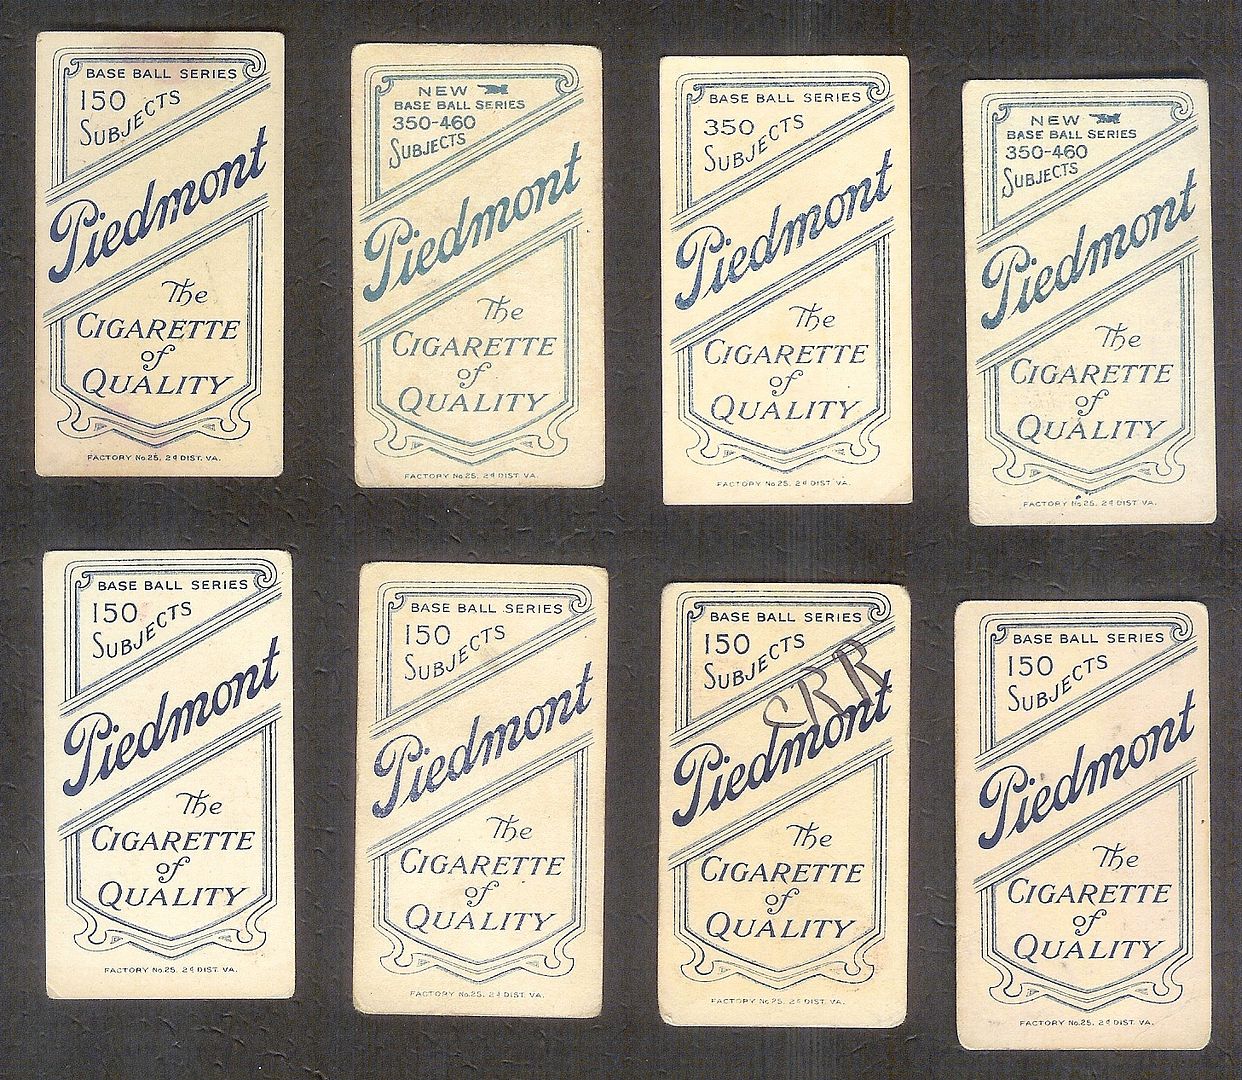 BASE BALL SERIES
150
SUBJECTS
Piedmont
The
CIGARETTE
of
QUALITY
FACTORY No.25, 2d DIST. VA.
NEW
BASE BALL SERIES
350-460
SUBJECTS
Piedmont
The
CIGARETTE
of
QUALITY
FACTORY No.25, 2d DIST. VA.
BASE BALL SERIES
350
SUBJECTS
Piedmont
The
CIGARETTE
of
QUALITY
FACTORY No.25, 2d DIST. VA.
NEW
BASE BALL SERIES
350-460
SUBJECTS
Piedmont
The
CIGARETTE
of
QUALITY
FACTORY No.25, 2d DIST. VA.
BASE BALL SERIES
150
SUBJECTS
Piedmont
The
CIGARETTE
of
QUALITY
FACTORY No.25, 2d DIST. VA.
BASE BALL SERIES
150
SUBJECTS
Piedmont
The
CIGARETTE
of
QUALITY
FACTORY No.25, 2d DIST. VA.
BASE BALL SERIES
150
SUBJECTS
Piedmont
The
CIGARETTE
of
QUALITY
FACTORY No.25, 2d DIST. VA.
BASE BALL SERIES
150
SUBJECTS
Piedmont
The
CIGARETTE
of
QUALITY
FACTORY No.25, 2d DIST. VA.